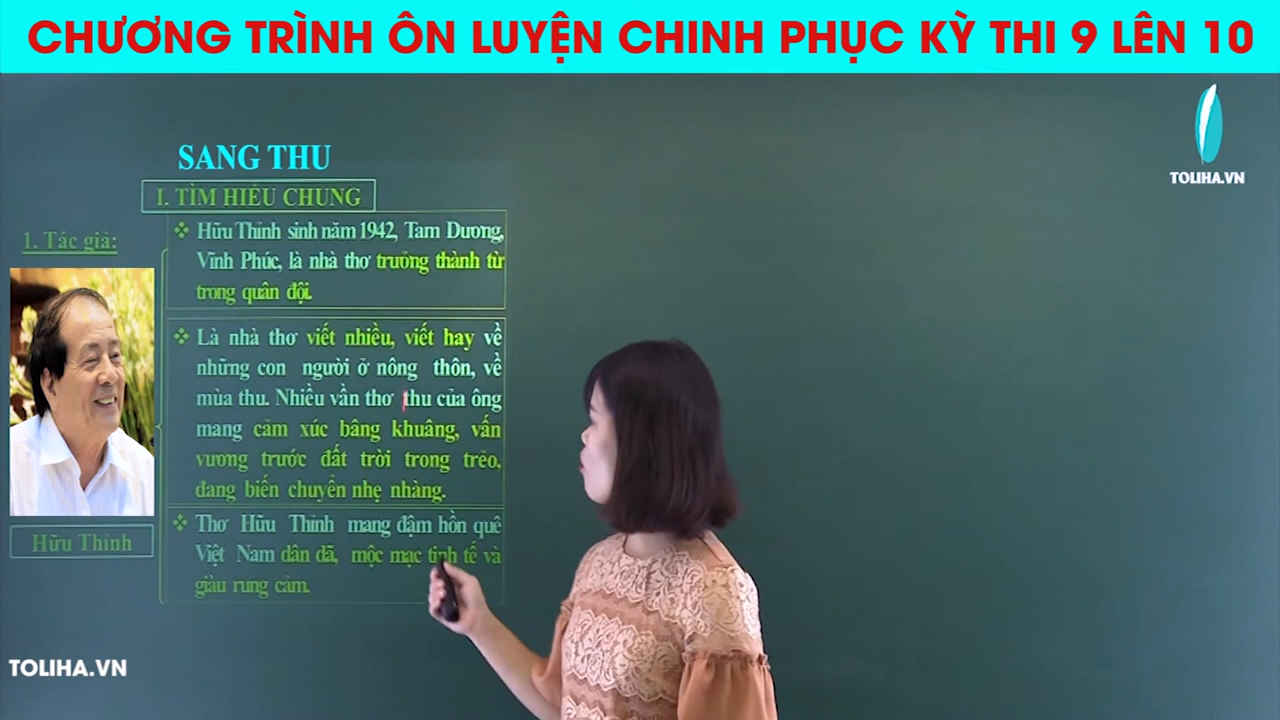 CHƯƠNG TRÌNH ÔN LUYỆN CHINH PHỤC KỲ THI 9 LÊN 10
TOLIHA.VN
SANG THU
I. TÌM HIỂU CHUNG
1. Tác giả:
❖ Hữu Thỉnh sinh năm 1942, Tam Dương,
Vĩnh Phúc, là nhà thơ trưởng thành từ
trong quân đội.
❖ Là nhà thơ viết nhiều, viết hay về
những con người ở nông thôn, về
mùa thu. Nhiều vần thơ thu của ông
mang cảm xúc bâng khuâng, vấn
vương trước đất trời trong trẻo,
đang biến chuyển nhẹ nhàng.
❖ Thơ Hữu Thỉnh mang đậm hồn quê
Việt Nam dân dã, mộc mạc tinh tế và
giàu rung cảm.
Hữu Thỉnh
TOLIHA.VN